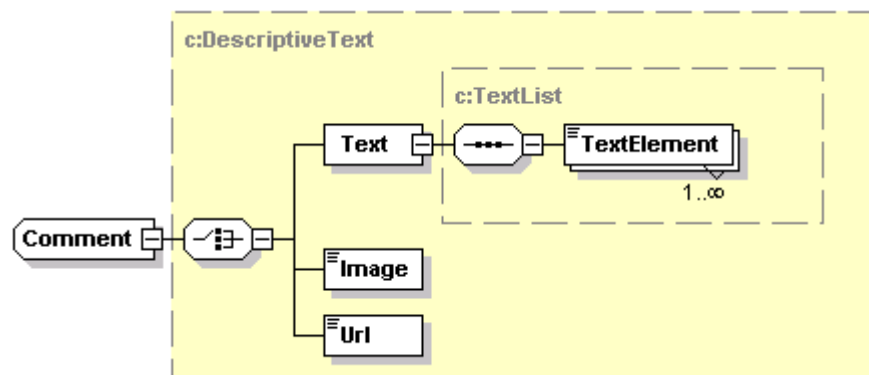 c:DescriptiveText
c:TextList
Text
TextElement
1..∞
Comment
Image
Url